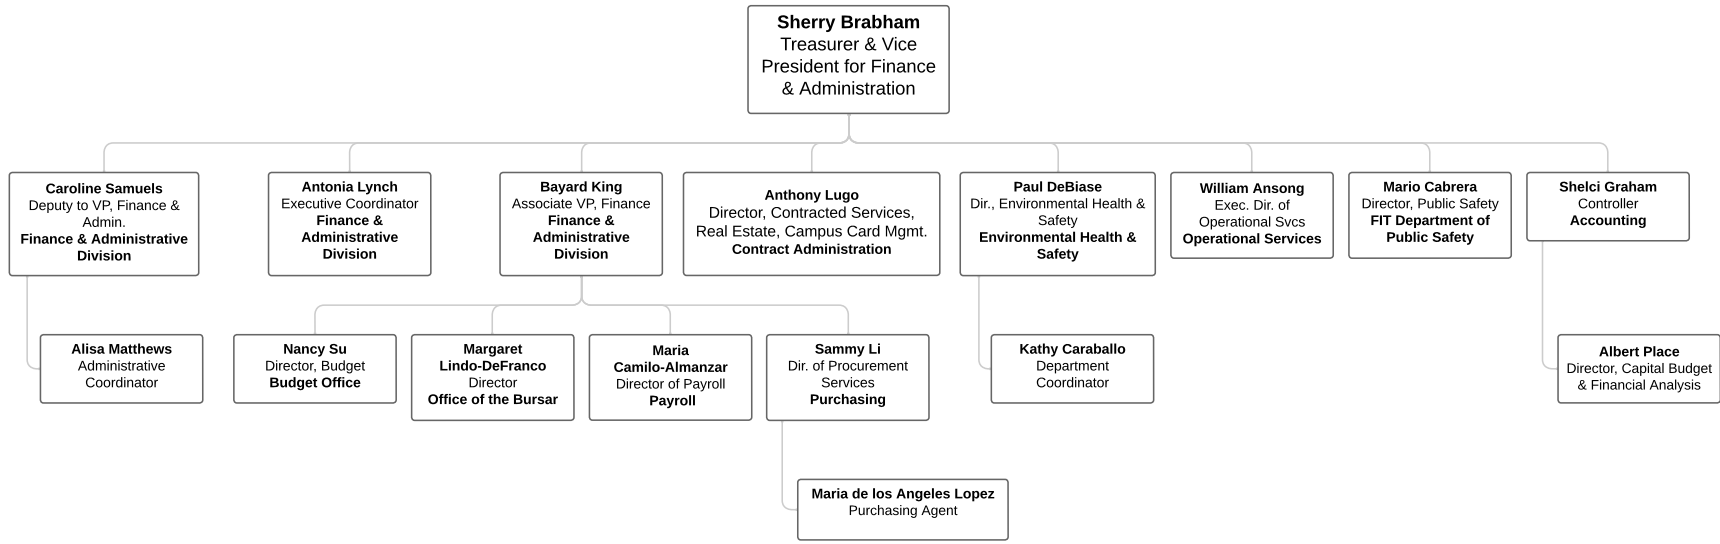 Sherry Brabham
Treasurer & Vice
President for Finance
& Administration
Caroline Samuels
Deputy to VP, Finance &
Admin.
Finance & Administrative
Division
Antonia Lynch
Executive Coordinator
Finance &
Administrative
Division
Bayard King
Associate VP, Finance
Finance &
Administrative
Division
Anthony Lugo
Director, Contracted Services,
Real Estate, Campus Card Mgmt.
Contract Administration
Paul DeBiase
Dir., Environmental Health &
Safety
Environmental Health &
Safety
William Ansong
Exec. Dir. of
Operational Svcs
Operational Services
Mario Cabrera
Director, Public Safety
FIT Department of
Public Safety
Shelci Graham
Controller
Accounting
Alisa Matthews
Administrative
Coordinator
Nancy Su
Director, Budget
Budget Office
Margaret
Lindo-DeFranco
Director
Office of the Bursar
Maria
Camilo-Almanzar
Director of Payroll
Payroll
Sammy Li
Dir. of Procurement
Services
Purchasing
Kathy Caraballo
Department
Coordinator
Albert Place
Director, Capital Budget
& Financial Analysis
Maria de los Angeles Lopez
Purchasing Agent